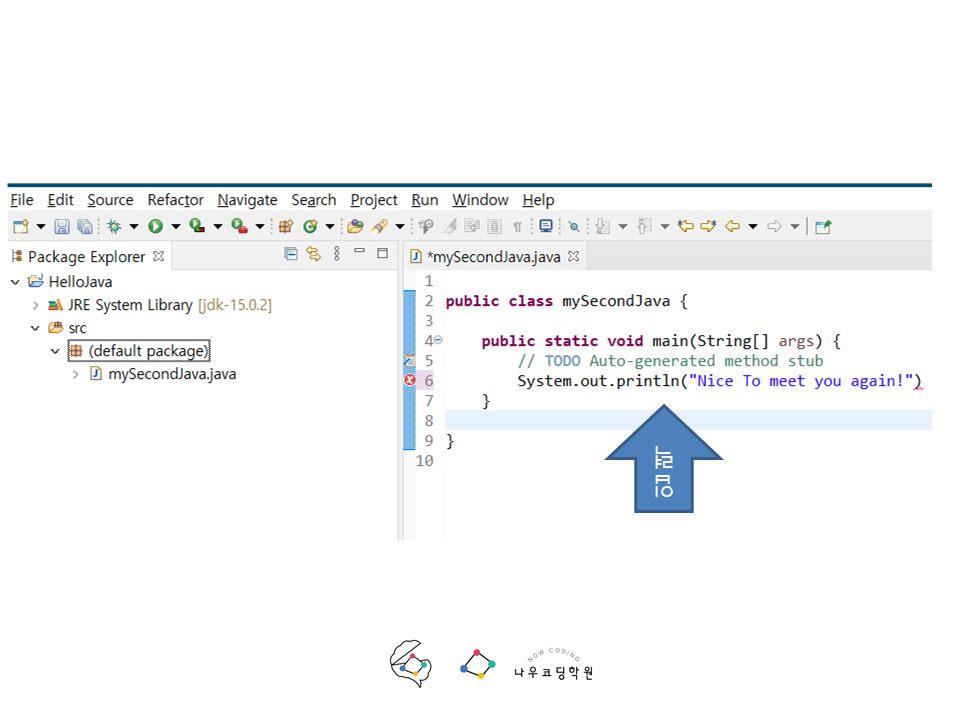 File Edit Source Refactor Navigate Search Project Run Window Help
Package Explorer
HelloJava
JRE System Library [jdk-15.0.2]
src
(default package)
mySecondJava.java
*mySecondJava.java
1
2 public class mySecondJava {
3
4 public static void main(String[] args) {
5 // TODO Auto-generated method stub
6 System.out.println("Nice To meet you again!")
7 }
8
9 }
10
NOW CODING
나우코딩학원